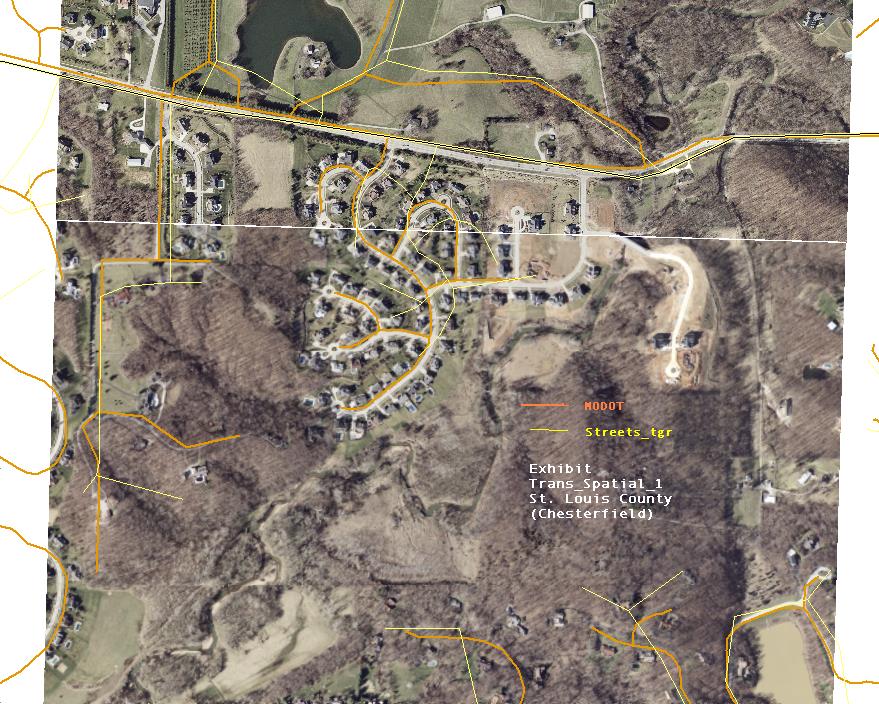 MODOT
Streets_tgr
Exhibit
Trans_Spatial_1
St. Louis County
(Chesterfield)